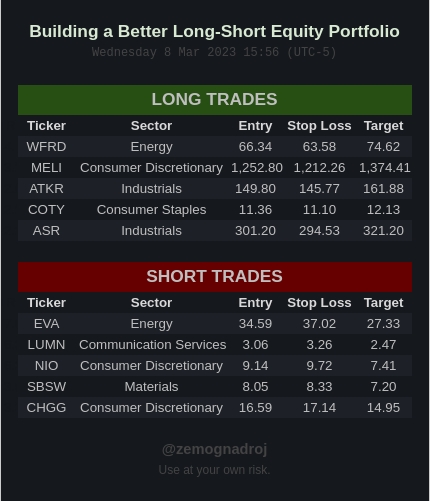 Building a Better Long-Short Equity Portfolio
Wednesday 8 Mar 2023 15:56 (UTC-5)
LONG TRADES
Ticker Sector Entry Stop Loss Target
WFRD Energy 66.34 63.58 74.62
MELI Consumer Discretionary 1,252.80 1,212.26 1,374.41
ATKR Industrials 149.80 145.77 161.88
COTY Consumer Staples 11.36 11.10 12.13
ASR Industrials 301.20 294.53 321.20
SHORT TRADES
Ticker Sector Entry Stop Loss Target
EVA Energy 34.59 37.02 27.33
LUMN Communication Services 3.06 3.26 2.47
NIO Consumer Discretionary 9.14 9.72 7.41
SBSW Materials 8.05 8.33 7.20
CHGG Consumer Discretionary 16.59 17.14 14.95
@zemognadroj
Use at your own risk.